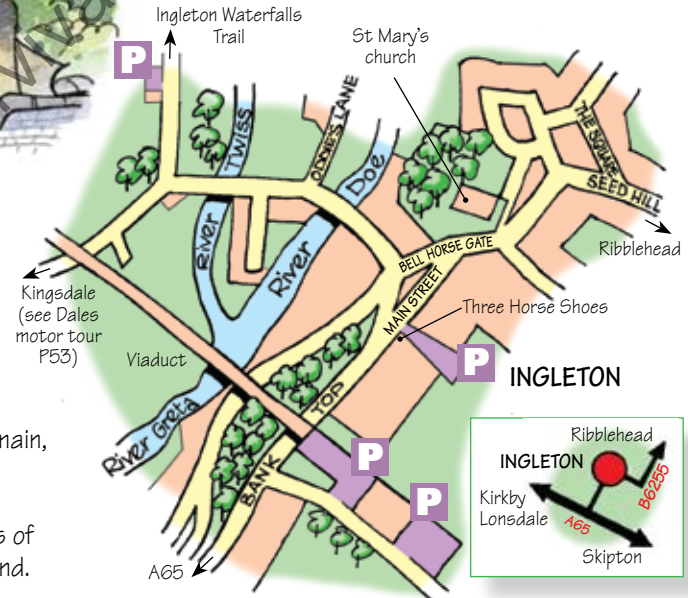 viva
Ingleton Waterfalls
Trail
St Mary's
church
P
TWISS
ODDIE'S LANE
Doe
THE SQUARE
SEED HILL
Ribblehead
River
River
BELL HORSE GATE
MAIN STREET
Three Horse Shoes
Kingsdale
(see Dales
motor tour
P53)
Viaduct
P
INGLETON
River Greta
TOP
BANK
P
P
A65
nain,
s of
nd.
Ribblehead
INGLETON
B6255
Kirkby
Lonsdale
A65
Skipton